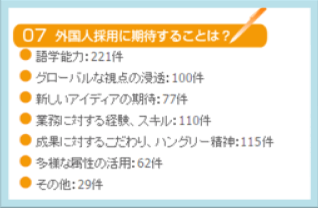 07 外国人採用に期待することは？
語学能力：221件
グローバルな視点の浸透：100件
新しいアイディアの期待：77件
業務に対する経験、スキル：110件
成果に対するこだわり、ハングリー精神：115件
多様な属性の活用：62件
その他：29件